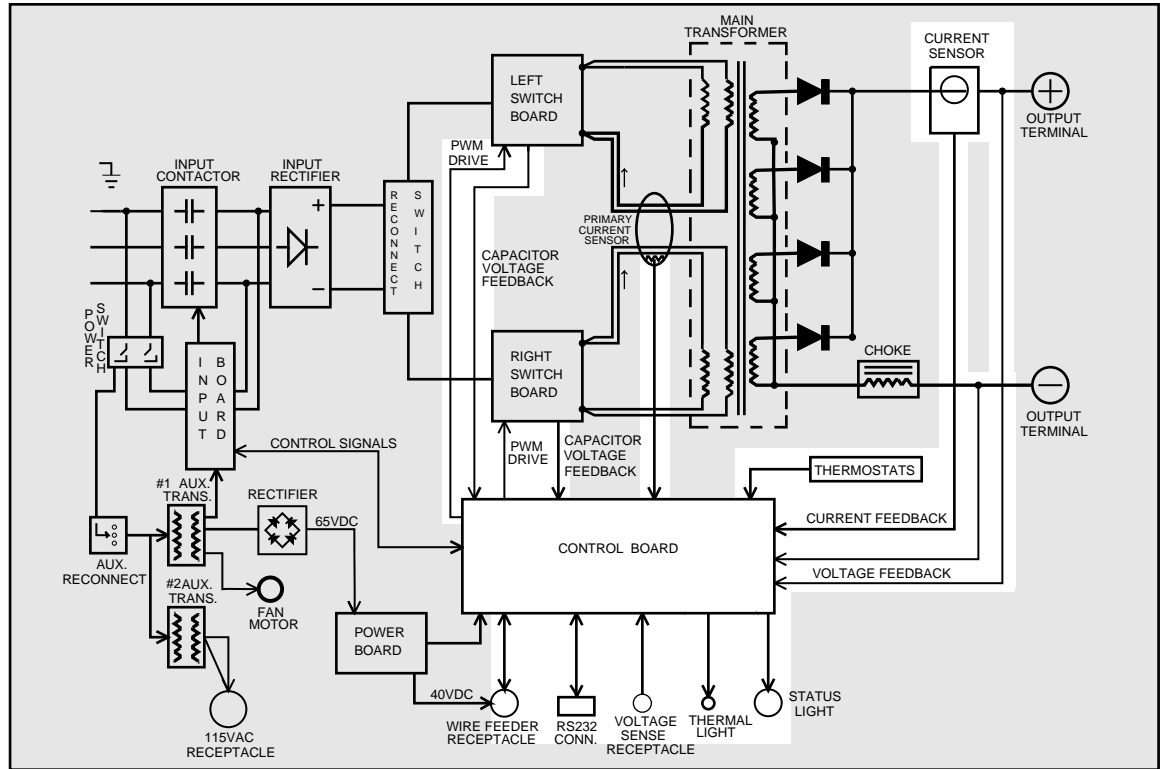 MAIN
TRANSFORMER
CURRENT
SENSOR
LEFT
SWITCH
BOARD
+
OUTPUT
TERMINAL
PWM
DRIVE
INPUT
CONTACTOR
INPUT
RECTIFIER
+
−
RECONNECT
SWITCH
PRIMARY
CURRENT
SENSOR
CAPACITOR
VOLTAGE
FEEDBACK
POWER
SWITCH
INPUT
BOARD
RIGHT
SWITCH
BOARD
CHOKE
−
OUTPUT
TERMINAL
CONTROL SIGNALS
PWM
DRIVE
CAPACITOR
VOLTAGE
FEEDBACK
THERMOSTATS
#1 AUX.
TRANS.
RECTIFIER
65VDC
CURRENT FEEDBACK
CONTROL BOARD
AUX.
RECONNECT
VOLTAGE FEEDBACK
#2 AUX.
TRANS.
FAN
MOTOR
POWER
BOARD
40VDC
115VAC
RECEPTACLE
WIRE FEEDER
RECEPTACLE
RS232
CONN.
VOLTAGE
SENSE
RECEPTACLE
THERMAL
LIGHT
STATUS
LIGHT